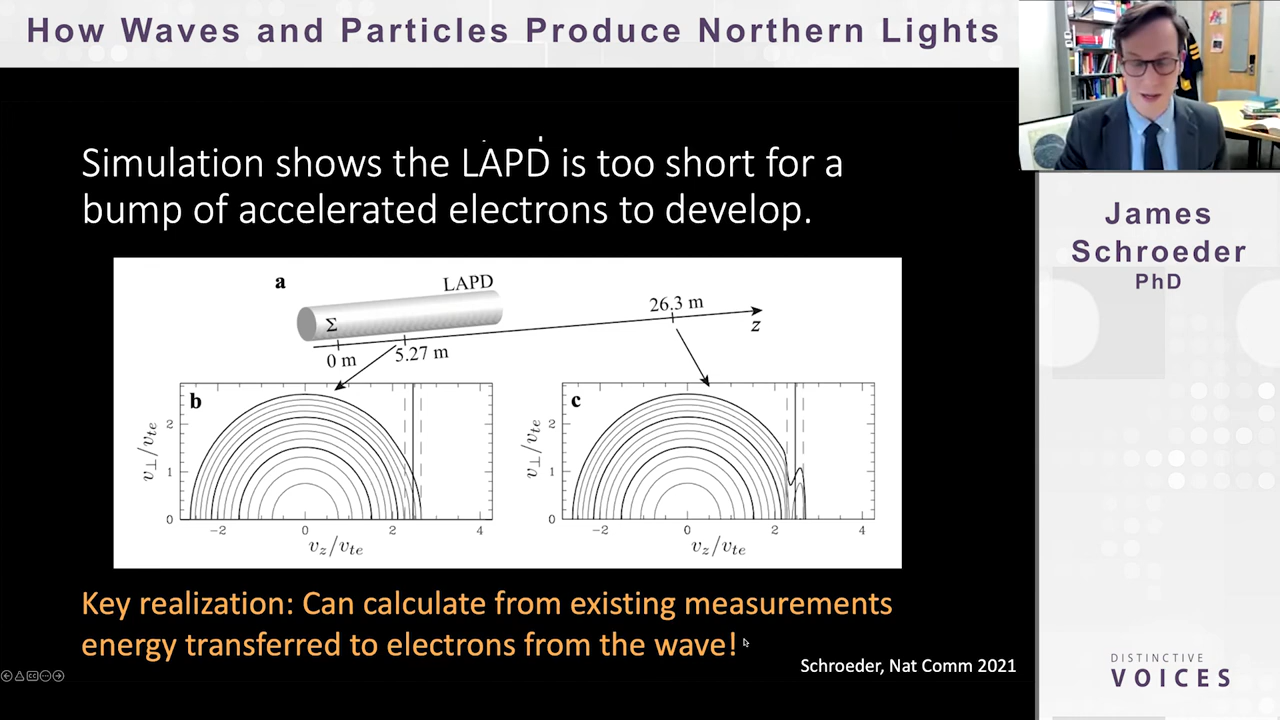 How Waves and Particles Produce Northern Lights
Simulation shows the LAPD is too short for a
bump of accelerated electrons to develop.
a
LAPD
Σ
0 m
5.27 m
26.3 m
z
b
v⊥/vte
2
1
0
−2
0
2
4
vz/vte
c
v⊥/vte
2
1
0
−2
0
2
4
vz/vte
Key realization: Can calculate from existing measurements
energy transferred to electrons from the wave!
Schroeder, Nat Comm 2021
James
Schroeder
PhD
DISTINCTIVE
VOICES